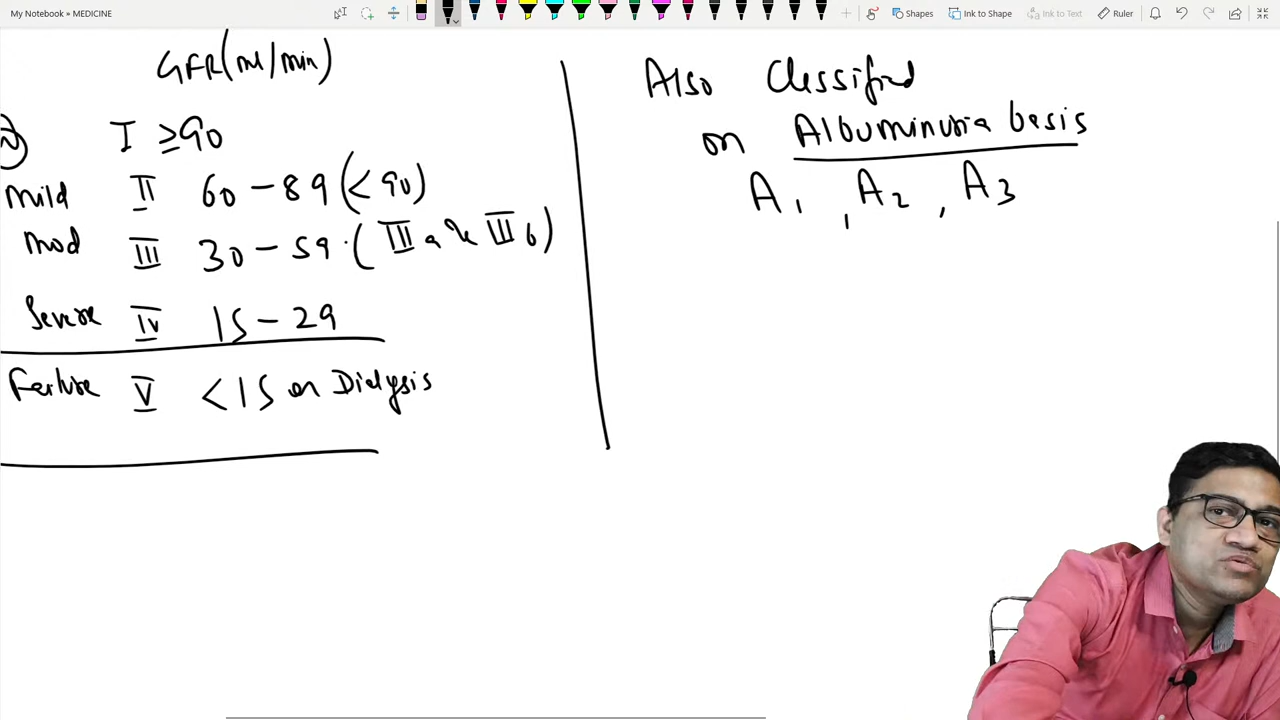 My Notebook » MEDICINE
Shapes
Ink to Shape
Ink to Text
Ruler
GFR(ml/min)
I ≥90
Mild II 60-89 (<90)
Mod III 30-59 (IIIa & IIIb)
Severe IV 15-29
Failure V <15 or Dialysis
Also Classified
on Albuminuria basis
A1, A2, A3